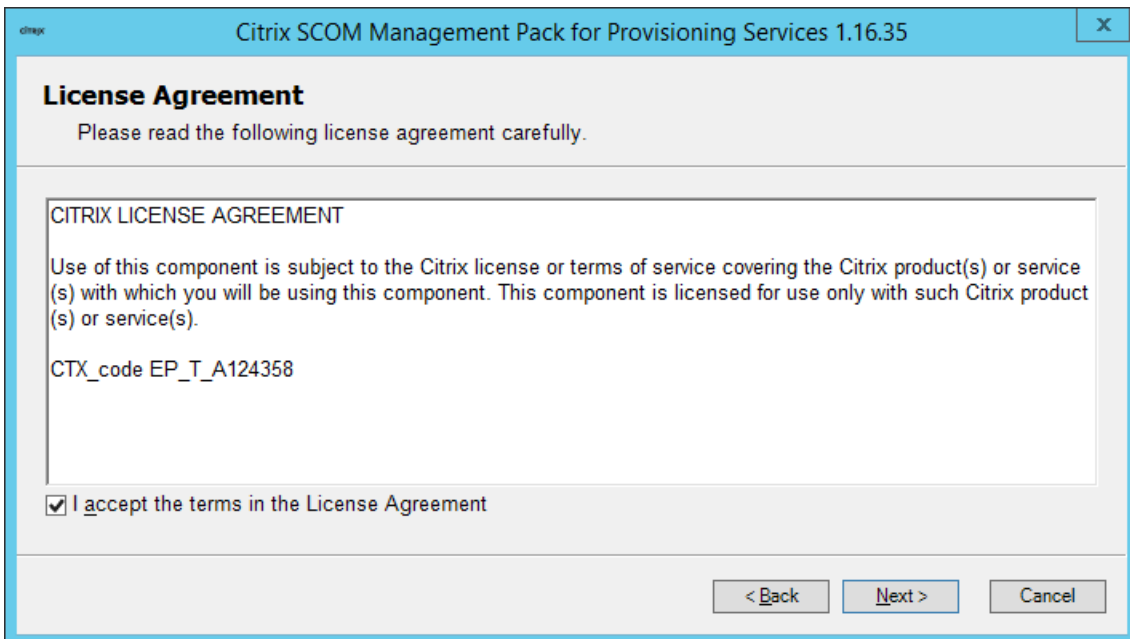 citrix
Citrix SCOM Management Pack for Provisioning Services 1.16.35
X
License Agreement
Please read the following license agreement carefully.
CITRIX LICENSE AGREEMENT
Use of this component is subject to the Citrix license or terms of service covering the Citrix product(s) or service
(s) with which you will be using this component. This component is licensed for use only with such Citrix product
(s) or service(s).
CTX_code EP_T_A124358
I accept the terms in the License Agreement
< Back Next > Cancel